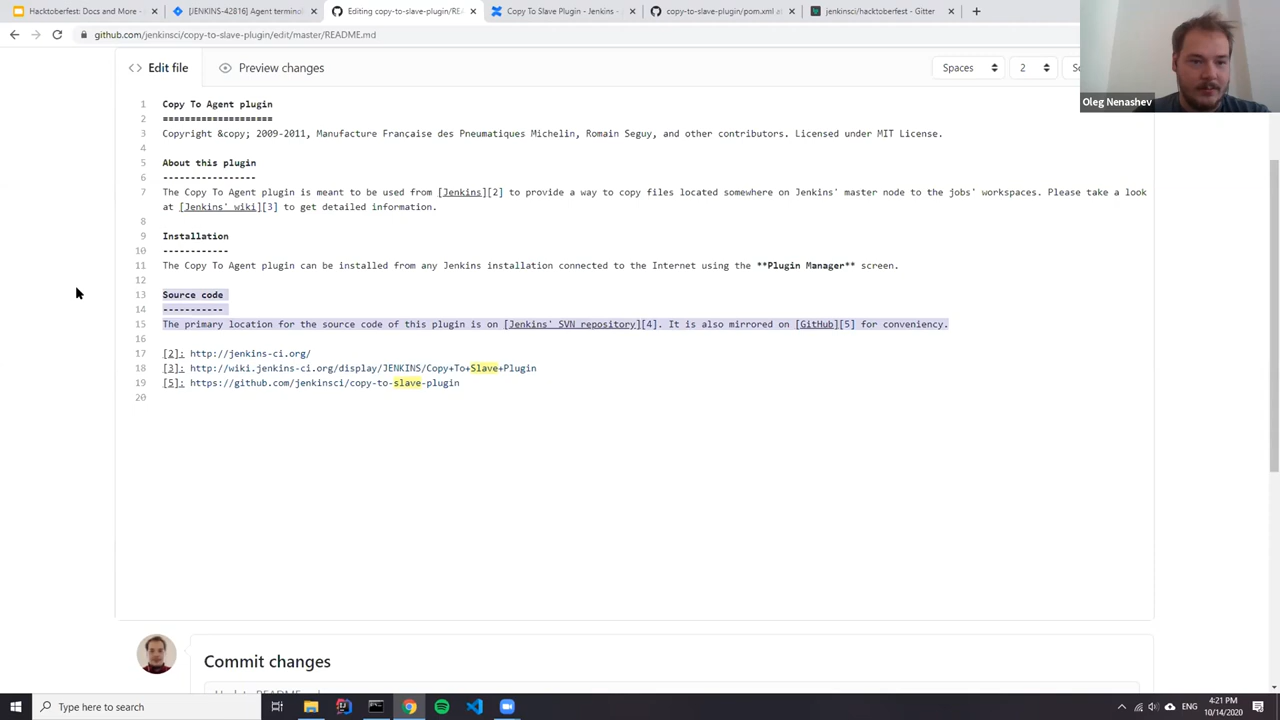 Hacktoberfest: Docs and More -
[JENKINS-42816] Agent terminol
Editing copy-to-slave-plugin/REA
Copy To Slave Plugin - Jenkins -
copy-to-slave-plugin/pom.xml at
jenkinsci/hacktoberfest - Gitter
github.com/jenkinsci/copy-to-slave-plugin/edit/master/README.md
<> Edit file
Preview changes
Spaces
2
Oleg Nenashev
1 Copy To Agent plugin
2 ====================
3 Copyright &copy; 2009-2011, Manufacture Française des Pneumatiques Michelin, Romain Seguy, and other contributors. Licensed under MIT License.
4
5 About this plugin
6 -----------------
7 The Copy To Agent plugin is meant to be used from [Jenkins][2] to provide a way to copy files located somewhere on Jenkins' master node to the jobs' workspaces. Please take a look
at [Jenkins' wiki][3] to get detailed information.
8
9 Installation
10 ------------
11 The Copy To Agent plugin can be installed from any Jenkins installation connected to the Internet using the **Plugin Manager** screen.
12
13 Source code
14 -----------
15 The primary location for the source code of this plugin is on [Jenkins' SVN repository][4]. It is also mirrored on [GitHub][5] for conveniency.
16
17 [2]: http://jenkins-ci.org/
18 [3]: http://wiki.jenkins-ci.org/display/JENKINS/Copy+To+Slave+Plugin
19 [5]: https://github.com/jenkinsci/copy-to-slave-plugin
20
Commit changes
Type here to search
ENG
4:21 PM
10/14/2020